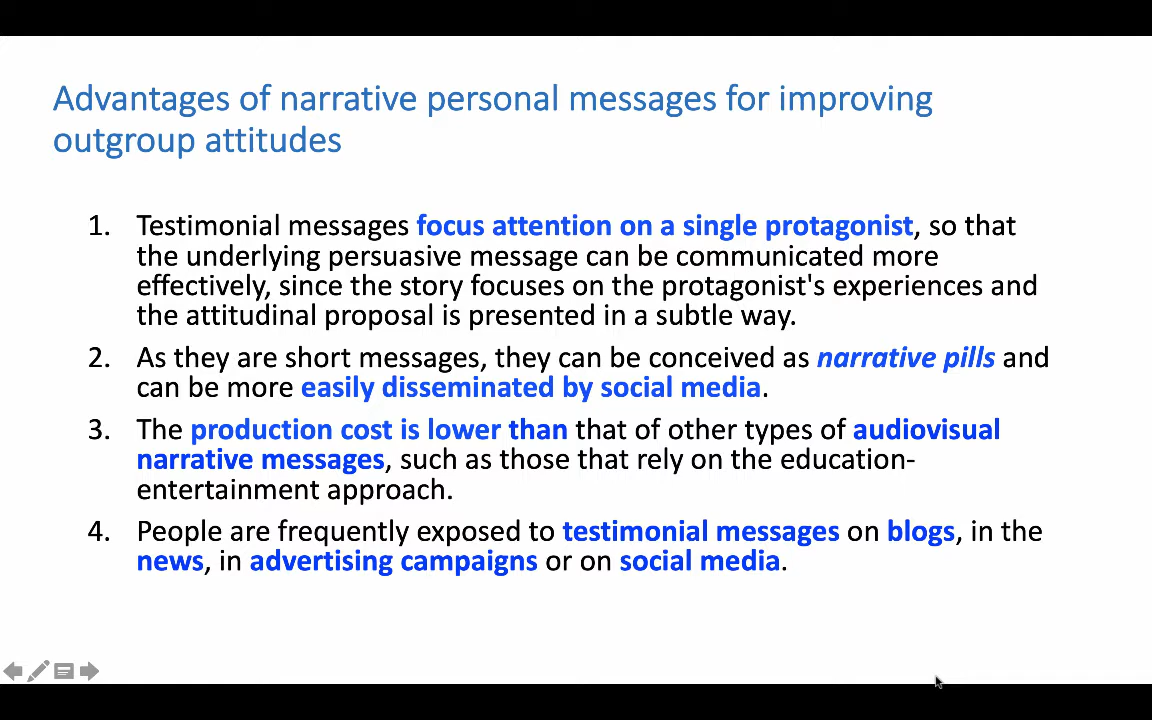 Advantages of narrative personal messages for improving
outgroup attitudes
1. Testimonial messages focus attention on a single protagonist, so that
the underlying persuasive message can be communicated more
effectively, since the story focuses on the protagonist's experiences and
the attitudinal proposal is presented in a subtle way.
2. As they are short messages, they can be conceived as narrative pills and
can be more easily disseminated by social media.
3. The production cost is lower than that of other types of audiovisual
narrative messages, such as those that rely on the education-
entertainment approach.
4. People are frequently exposed to testimonial messages on blogs, in the
news, in advertising campaigns or on social media.